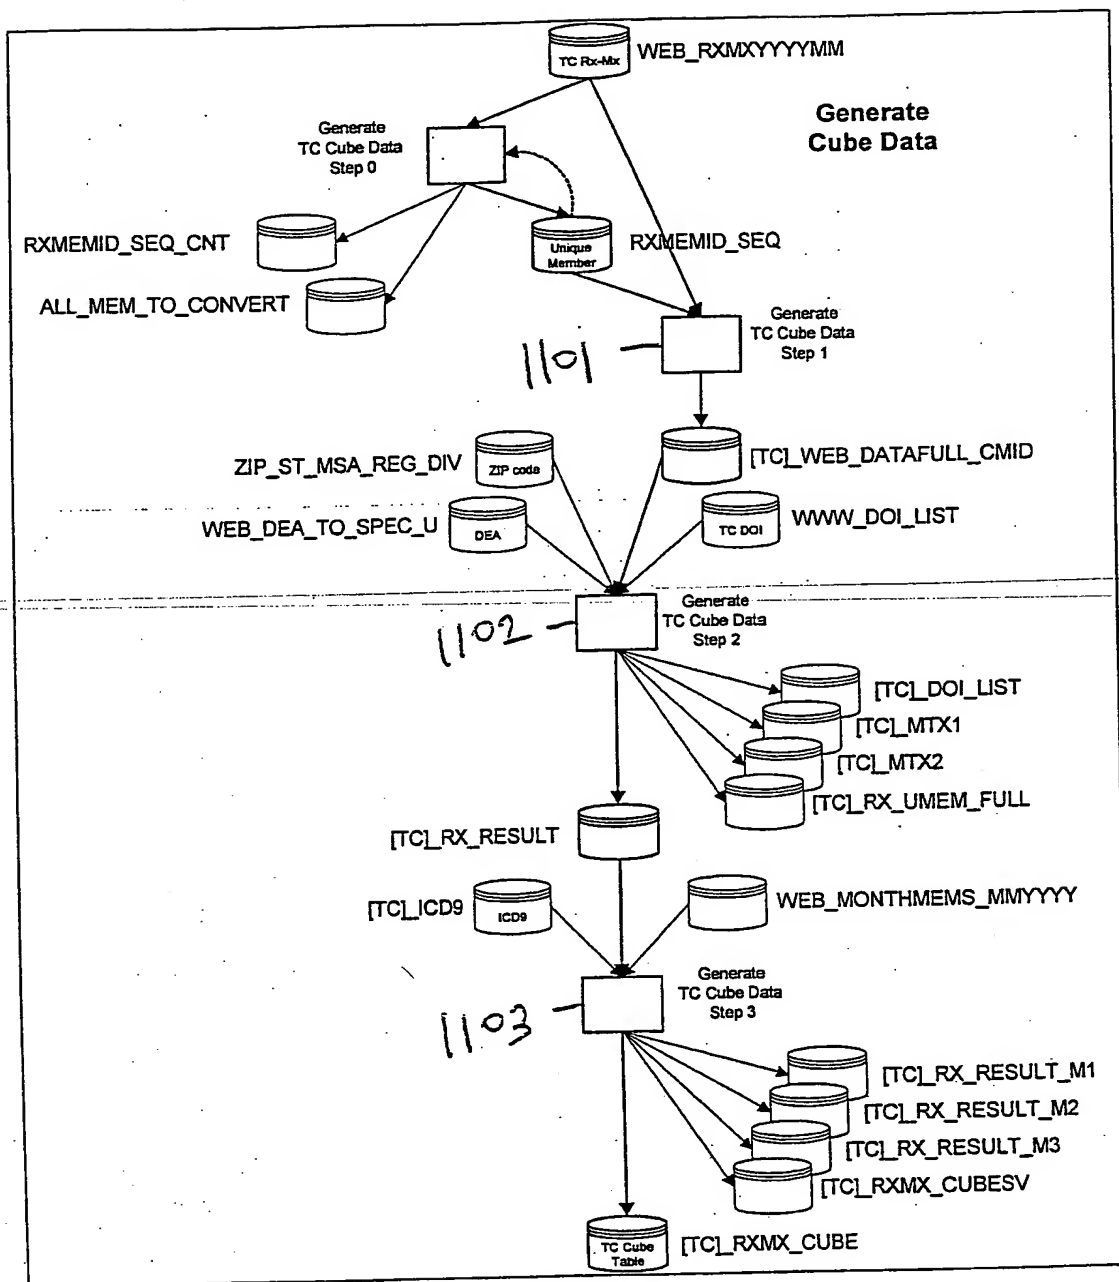 TC Rx-Mx
WEB_RXMXYYYYMM
Generate
Cube Data
Generate
TC Cube Data
Step 0
RXMEMID_SEQ_CNT
Unique
Member
RXMEMID_SEQ
ALL_MEM_TO_CONVERT
Generate
TC Cube Data
Step 1
1101
ZIP_ST_MSA_REG_DIV
ZIP code
[TC]_WEB_DATAFULL_CMID
WEB_DEA_TO_SPEC_U
DEA
TC DOI
WWW_DOI_LIST
Generate
TC Cube Data
Step 2
1102
[TC]_DOI_LIST
[TC]_MTX1
[TC]_MTX2
[TC]_RX_UMEM_FULL
[TC]_RX_RESULT
[TC]_ICD9
ICD9
WEB_MONTHMEMS_MMYYYY
Generate
TC Cube Data
Step 3
1103
[TC]_RX_RESULT_M1
[TC]_RX_RESULT_M2
[TC]_RX_RESULT_M3
[TC]_RXMX_CUBESV
TC Cube
Table
[TC]_RXMX_CUBE